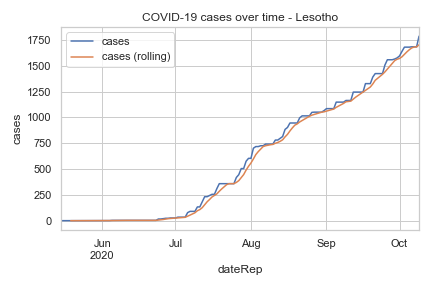 COVID-19 cases over time - Lesotho
cases
cases (rolling)
1750
1500
1250
1000
750
500
250
0
cases
Jun
2020
Jul
Aug
Sep
Oct
dateRep